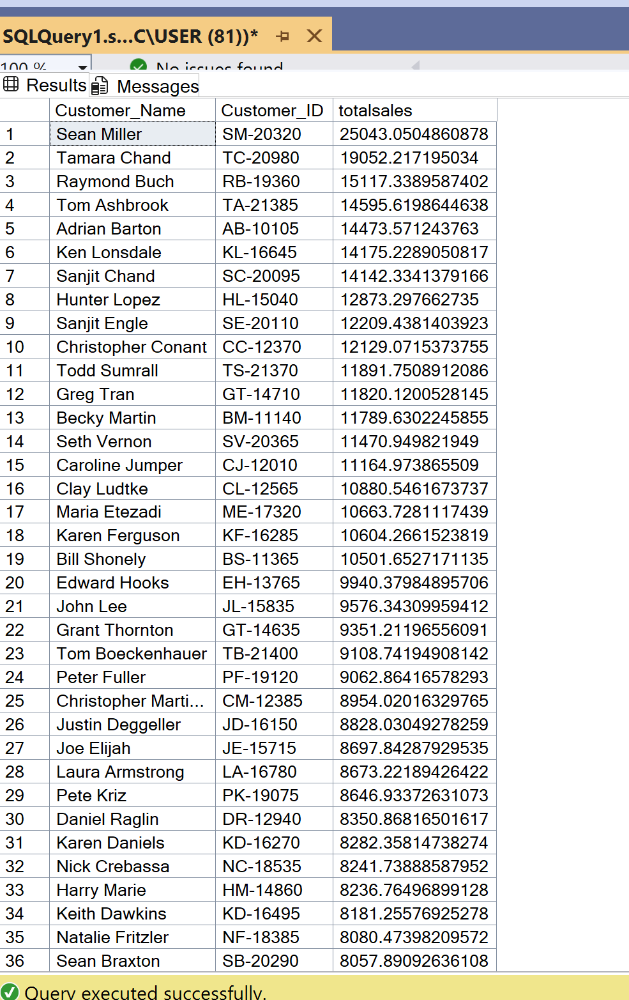 SQLQuery1.s...C\USER (81))*
100 % No issues found
Results Messages
Customer_Name Customer_ID totalsales
1 Sean Miller SM-20320 25043.0504860878
2 Tamara Chand TC-20980 19052.217195034
3 Raymond Buch RB-19360 15117.3389587402
4 Tom Ashbrook TA-21385 14595.6198644638
5 Adrian Barton AB-10105 14473.571243763
6 Ken Lonsdale KL-16645 14175.2289050817
7 Sanjit Chand SC-20095 14142.3341379166
8 Hunter Lopez HL-15040 12873.297662735
9 Sanjit Engle SE-20110 12209.4381403923
10 Christopher Conant CC-12370 12129.0715373755
11 Todd Sumrall TS-21370 11891.7508912086
12 Greg Tran GT-14710 11820.1200528145
13 Becky Martin BM-11140 11789.6302245855
14 Seth Vernon SV-20365 11470.949821949
15 Caroline Jumper CJ-12010 11164.973865509
16 Clay Ludtke CL-12565 10880.5461673737
17 Maria Etezadi ME-17320 10663.7281117439
18 Karen Ferguson KF-16285 10604.2661523819
19 Bill Shonely BS-11365 10501.6527171135
20 Edward Hooks EH-13765 9940.37984895706
21 John Lee JL-15835 9576.34309959412
22 Grant Thornton GT-14635 9351.21196556091
23 Tom Boeckenhauer TB-21400 9108.74194908142
24 Peter Fuller PF-19120 9062.86416578293
25 Christopher Marti... CM-12385 8954.02016329765
26 Justin Deggeller JD-16150 8828.03049278259
27 Joe Elijah JE-15715 8697.84287929535
28 Laura Armstrong LA-16780 8673.22189426422
29 Pete Kriz PK-19075 8646.93372631073
30 Daniel Raglin DR-12940 8350.86816501617
31 Karen Daniels KD-16270 8282.35814738274
32 Nick Crebassa NC-18535 8241.73888587952
33 Harry Marie HM-14860 8236.76496899128
34 Keith Dawkins KD-16495 8181.25576925278
35 Natalie Fritzler NF-18385 8080.47398209572
36 Sean Braxton SB-20290 8057.89092636108
Query executed successfully.